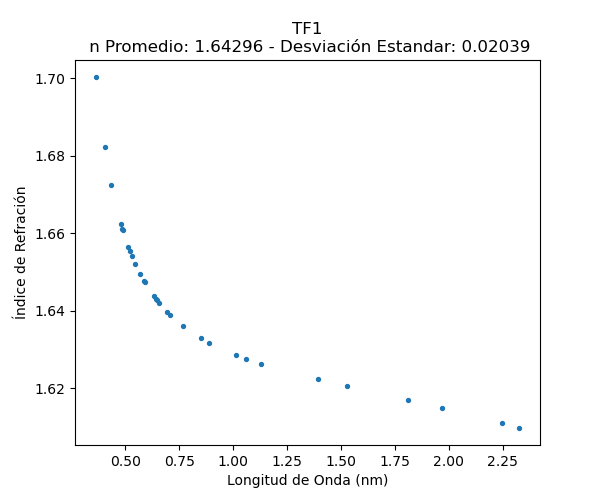 TF1
n Promedio: 1.64296 - Desviación Estandar: 0.02039
1.70
1.68
1.66
1.64
1.62
Índice de Refración
0.50 0.75 1.00 1.25 1.50 1.75 2.00 2.25
Longitud de Onda (nm)